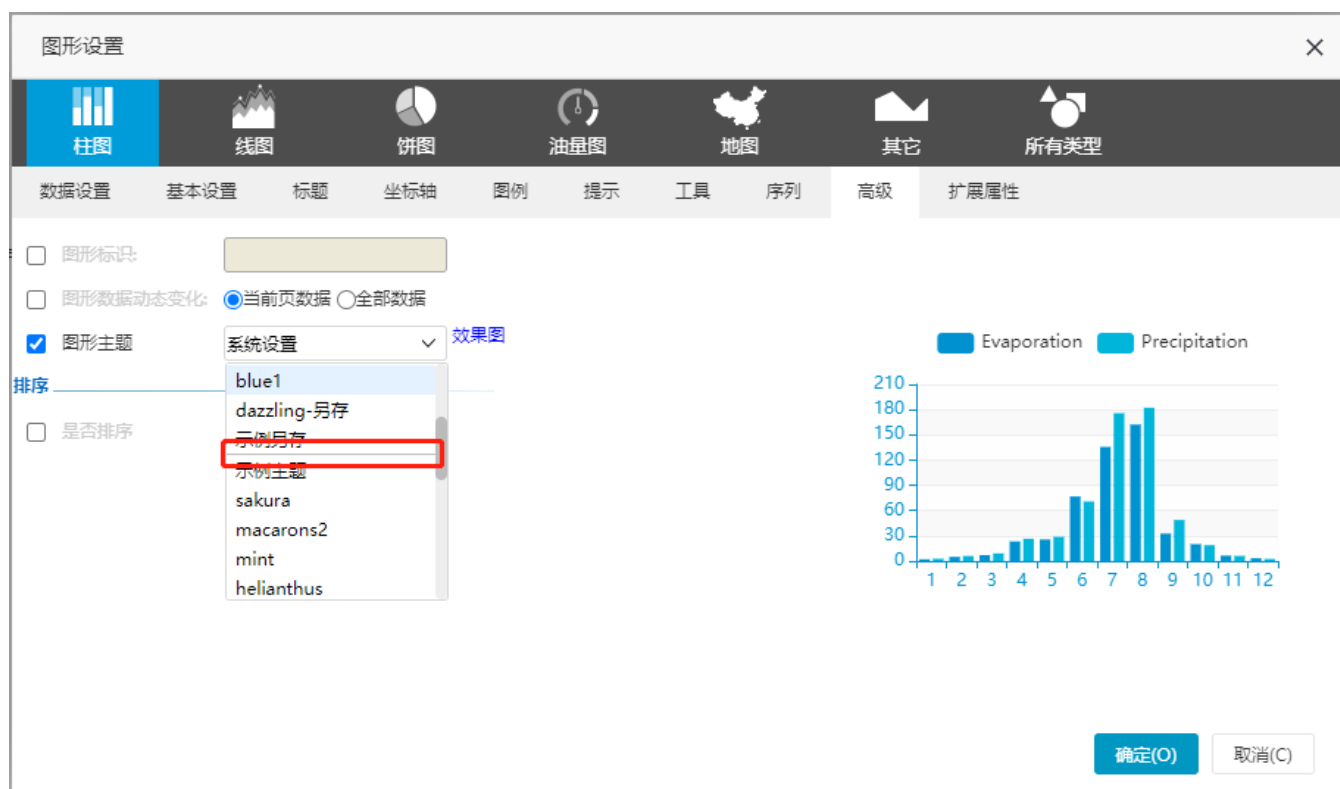 图形设置
柱图 线图 饼图 油量图 地图 其它 所有类型
数据设置 基本设置 标题 坐标轴 图例 提示 工具 序列 高级 扩展属性
图形标识:
图形数据动态变化: 当前页数据 全部数据
图形主题 系统设置 效果图
排序
是否排序
blue1
dazzling-另存
示例另存
示例主题
sakura
macarons2
mint
helianthus
Evaporation Precipitation
210
180
150
120
90
60
30
0
1 2 3 4 5 6 7 8 9 10 11 12
确定(O) 取消(C)